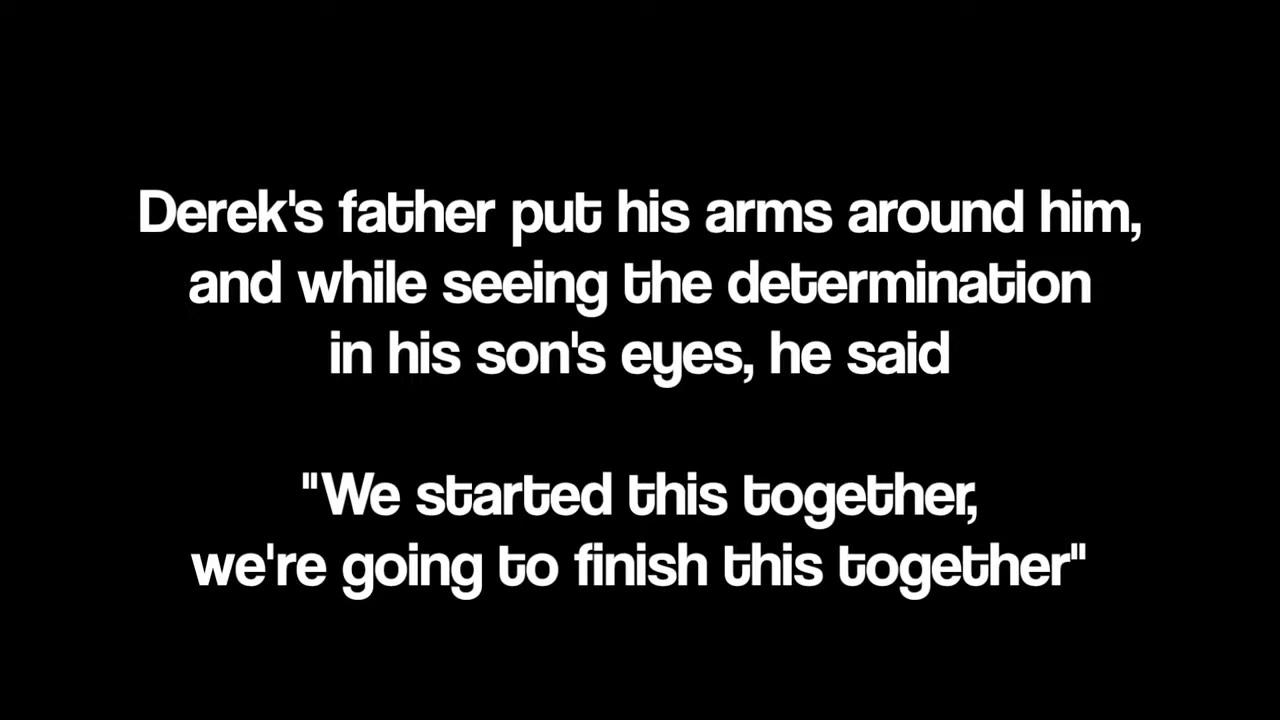 Derek's father put his arms around him,
and while seeing the determination
in his son's eyes, he said
"We started this together,
we're going to finish this together"